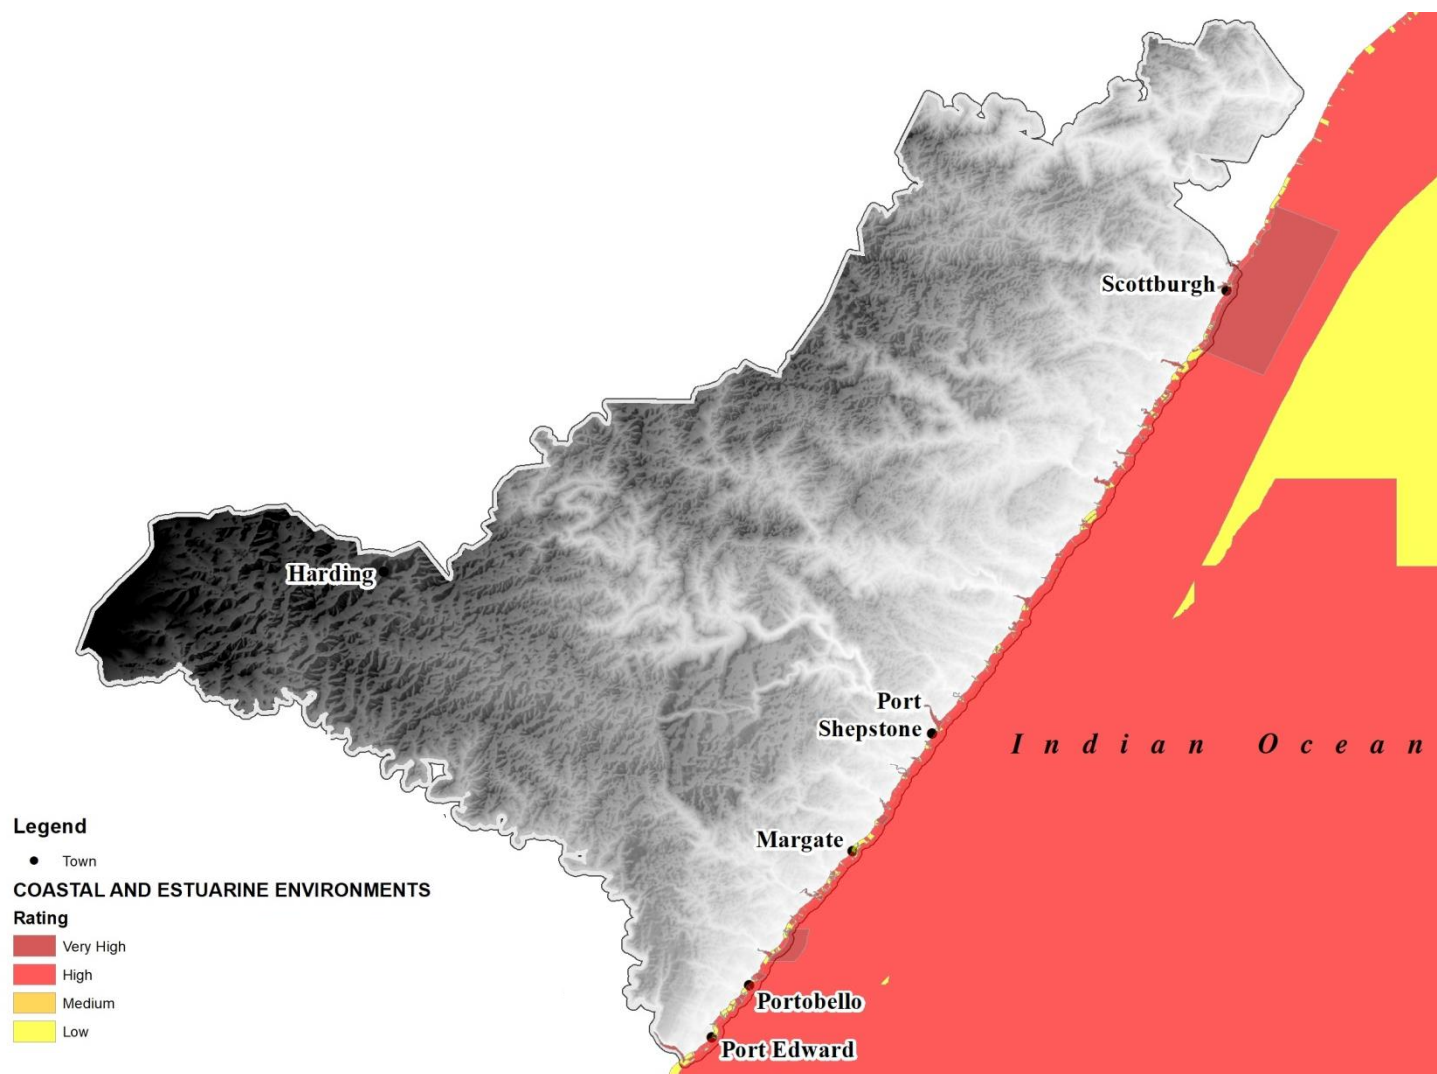 Scottburgh
Harding
Port
Shepstone
Indian Ocean
Margate
Portobello
Port Edward
Legend
Town
COASTAL AND ESTUARINE ENVIRONMENTS
Rating
Very High
High
Medium
Low